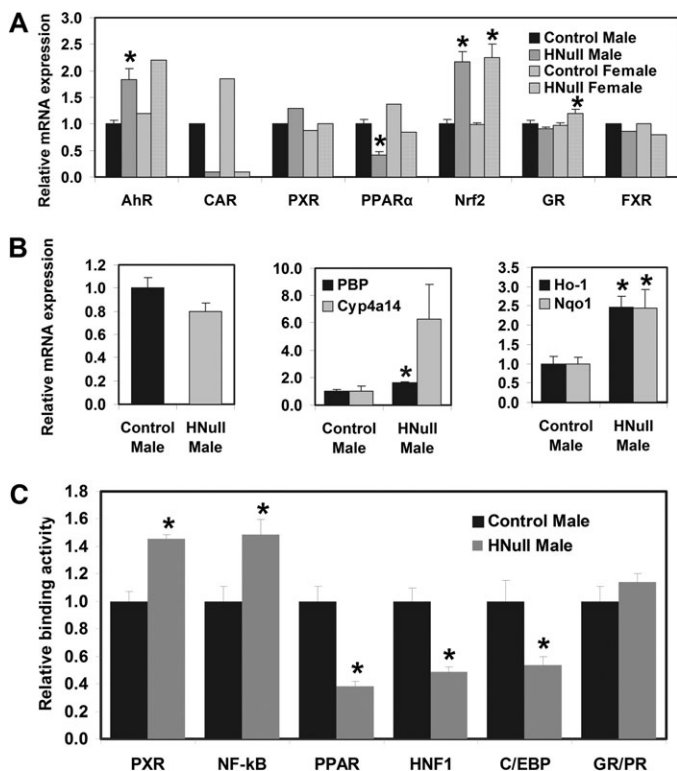 A
Relative mRNA expression
3.0
2.5
2.0
1.5
1.0
0.5
0.0
*
*
*
*
*
Control Male
HNull Male
Control Female
HNull Female
AhR CAR PXR PPARα Nrf2 GR FXR
B
Relative mRNA expression
1.2
1.0
0.8
0.6
0.4
0.2
0.0
Control Male
HNull Male
10.0
8.0
6.0
4.0
2.0
0.0
PBP
Cyp4a14
*
Control Male
HNull Male
3.5
3.0
2.5
2.0
1.5
1.0
0.5
0.0
Ho-1
Nqo1
* *
Control Male
HNull Male
C
Relative binding activity
1.8
1.6
1.4
1.2
1.0
0.8
0.6
0.4
0.2
0.0
*
*
*
*
*
Control Male
HNull Male
PXR NF-kB PPAR HNF1 C/EBP GR/PR